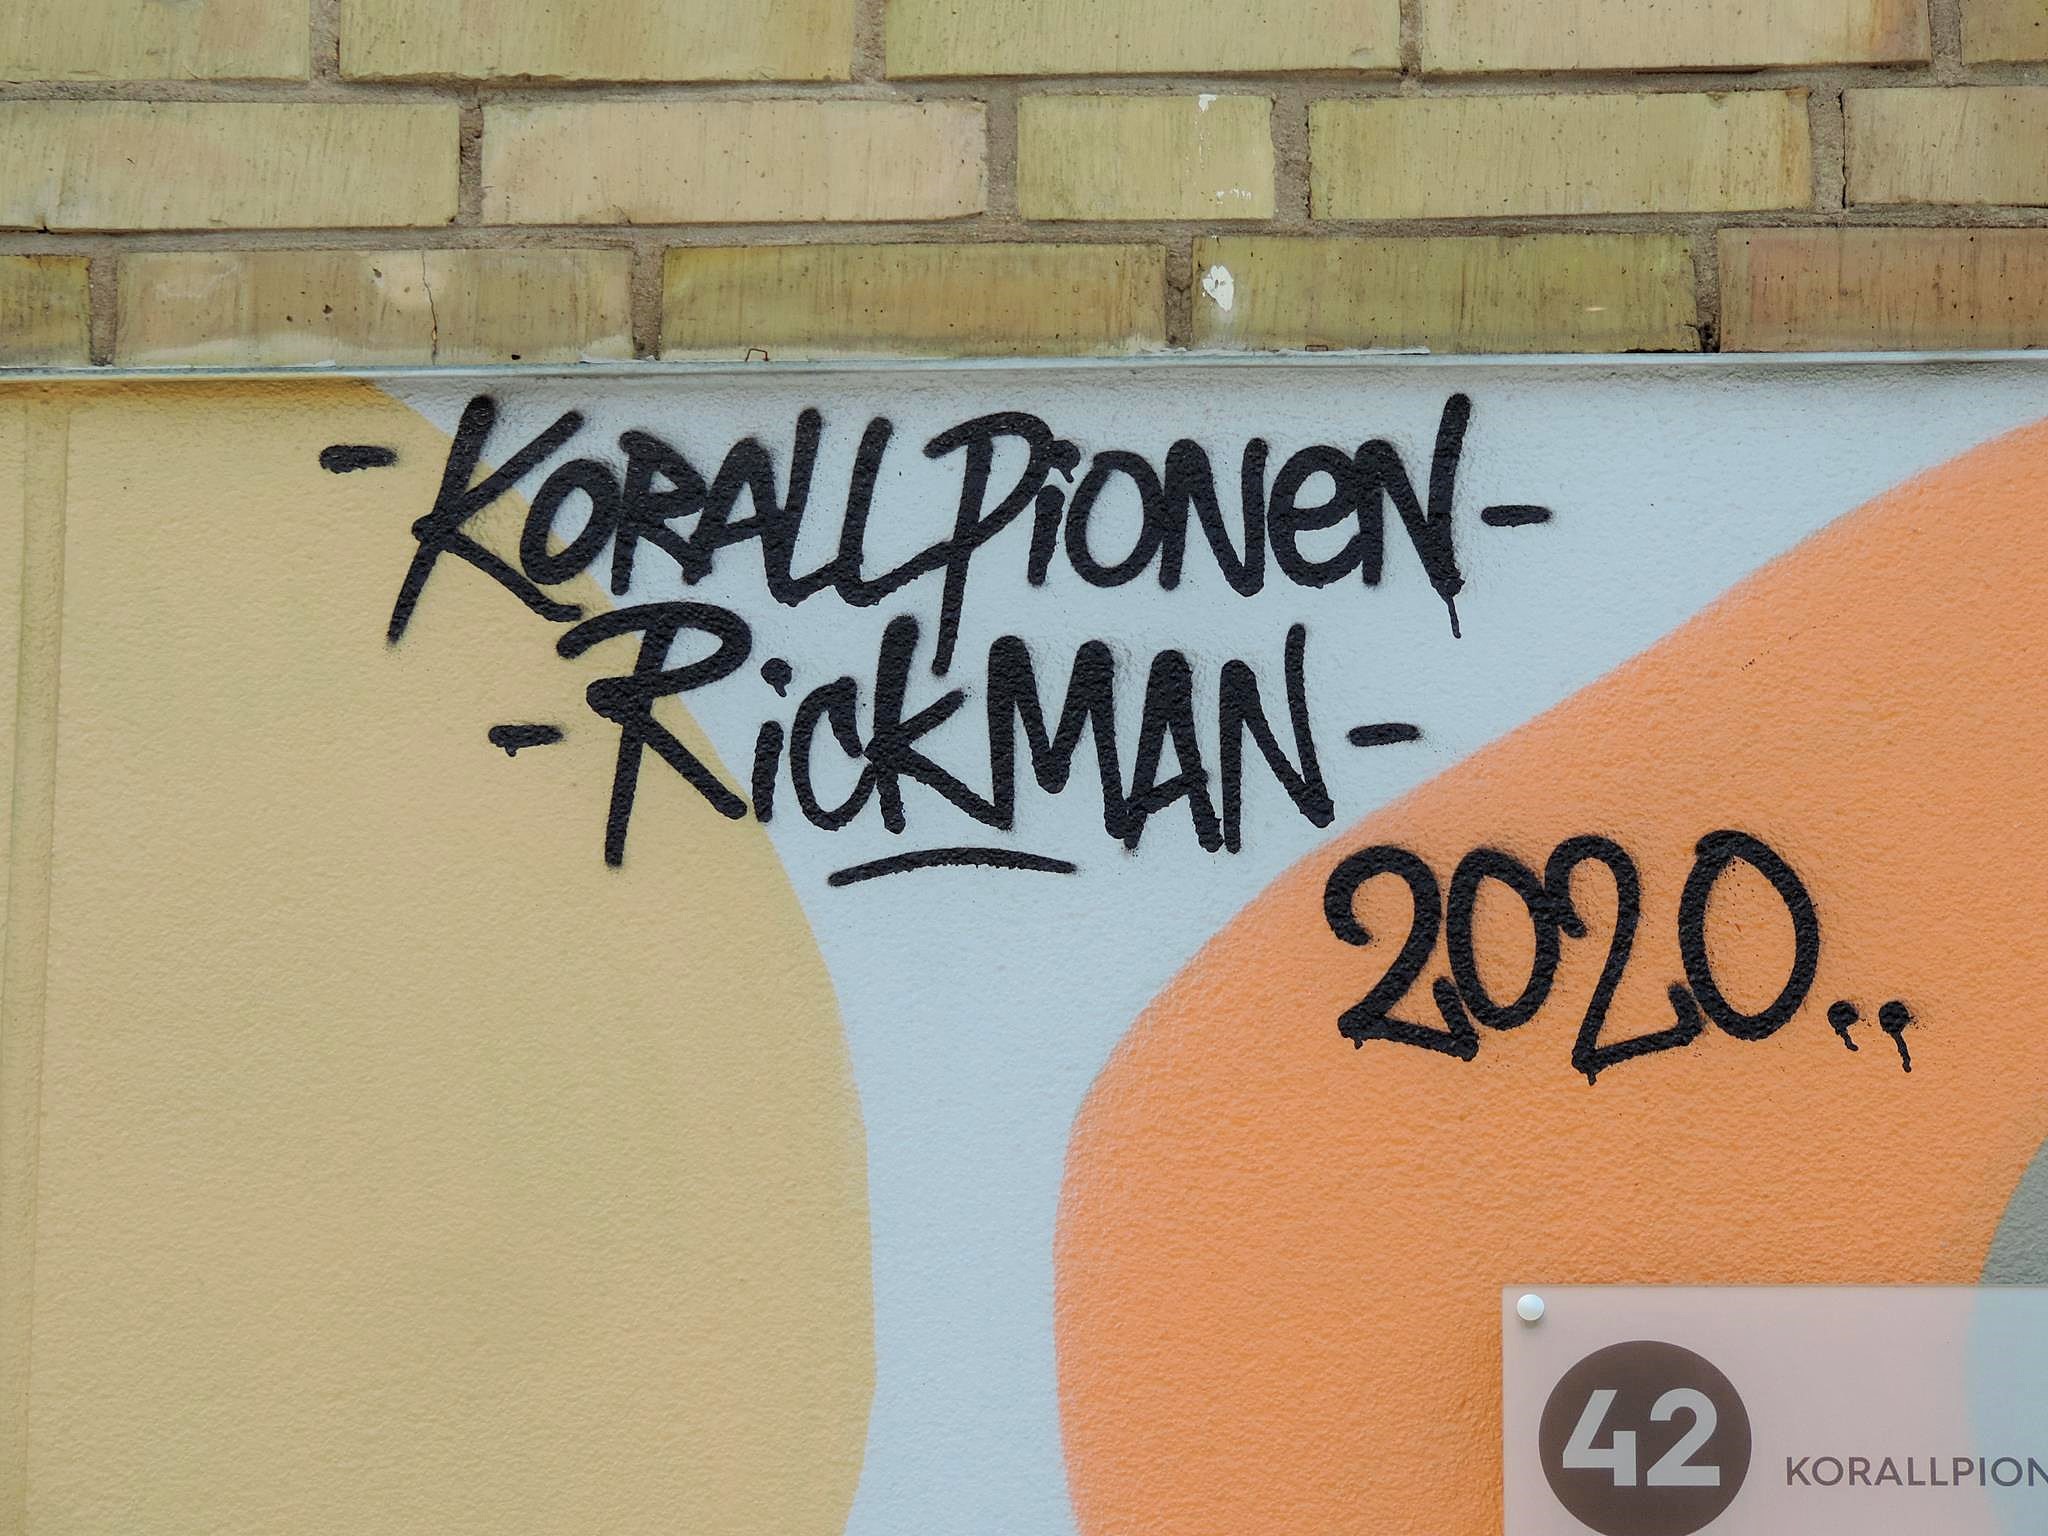 -KORALLPiONEN-
-RickMAN-
2020..
42
KORALLPION